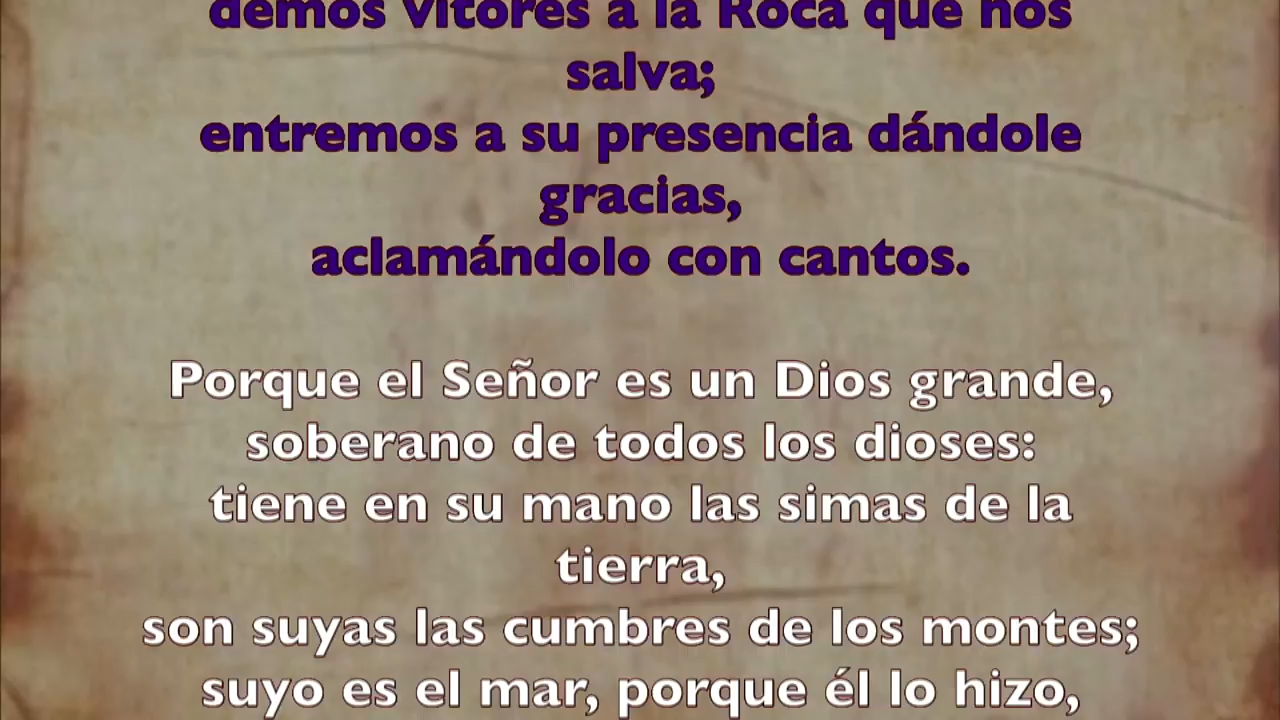 demos vítores a la Roca que nos
salva;
entremos a su presencia dándole
gracias,
aclamándolo con cantos.
Porque el Señor es un Dios grande,
soberano de todos los dioses:
tiene en su mano las simas de la
tierra,
son suyas las cumbres de los montes;
suyo es el mar, porque él lo hizo,